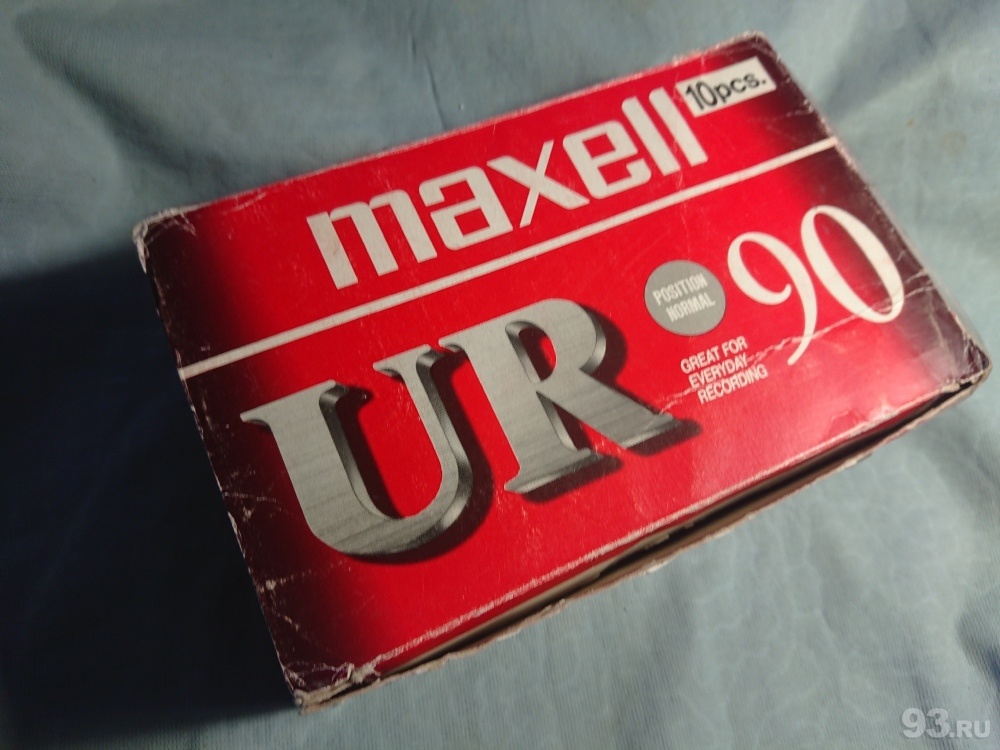 10pcs.
maxell
UR
POSITION
NORMAL
90
GREAT FOR
EVERYDAY
RECORDING
93.RU